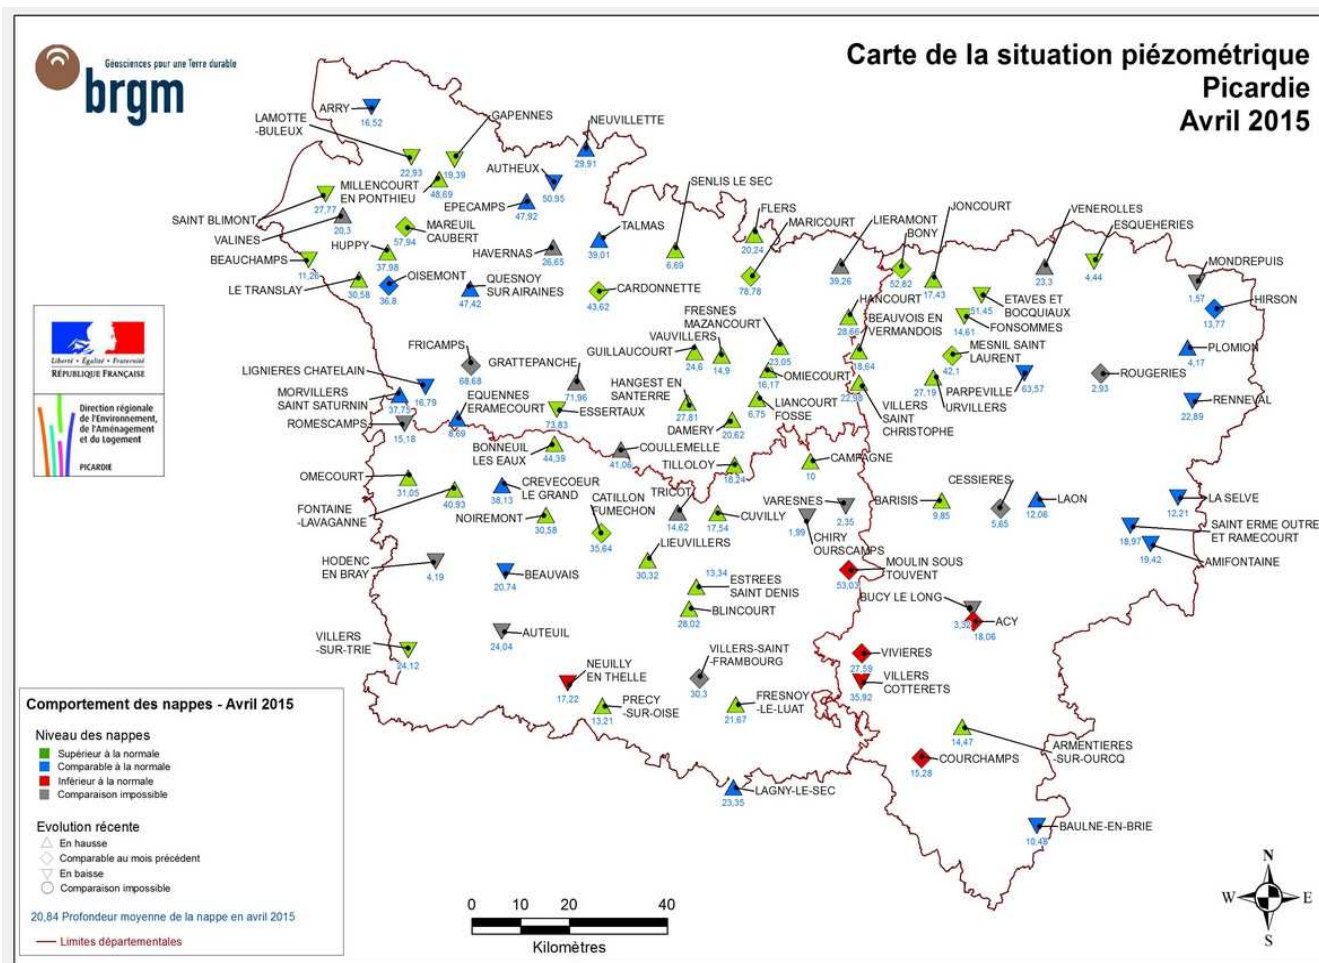 Géosciences pour une Terre durable
brgm
Carte de la situation piézométrique
Picardie
Avril 2015
ARRY
16,52
LAMOTTE
-BULEUX
22,93
GAPENNES
19,39
NEUVILLETTE
29,91
AUTHEUX
50,95
MILLENCOURT
EN PONTHIEU
48,69
EPECAMPS
47,92
SENLIS LE SEC
6,69
FLERS
20,24
MARICOURT
78,78
LIERAMONT
39,26
BONY
52,82
JONCOURT
17,43
VENEROLLES
23,3
ESQUEHERIES
4,44
MONDREPUIS
1,57
HIRSON
13,77
SAINT BLIMONT
27,77
VALINES
20,3
MAREUIL
CAUBERT
57,94
HUPPY
37,98
HAVERNAS
26,65
TALMAS
39,01
BEAUCHAMPS
11,26
LE TRANSLAY
30,58
OISEMONT
36,8
QUESNOY
SUR AIRAINES
47,42
CARDONNETTE
43,62
FRESNES
MAZANCOURT
23,05
HANCOURT
28,66
BEAUVOIS EN
VERMANDOIS
18,64
ETAVES ET
BOCQUIAUX
51,45
FONSOMMES
14,61
MESNIL SAINT
LAURENT
42,1
PLOMION
4,17
VAUVILLERS
14,9
GUILLAUCOURT
24,6
OMIECOURT
16,17
FRICAMPS
68,68
GRATTEPANCHE
71,96
LIGNIERES CHATELAIN
16,79
HANGEST EN
SANTERRE
27,81
LIANCOURT
FOSSE
6,75
VILLERS
SAINT
CHRISTOPHE
22,98
PARPEVILLE
63,57
URVILLERS
27,19
ROUGERIES
2,93
RENNEVAL
22,89
MORVILLERS
SAINT SATURNIN
37,75
EQUENNES
ERAMECOURT
8,69
ESSERTAUX
73,83
DAMERY
20,62
ROMESCAMPS
15,18
BONNEUIL
LES EAUX
44,39
COULLEMELLE
41,06
TILLOLOY
18,24
CAMPAGNE
10
OMECOURT
31,05
FONTAINE
-LAVAGANNE
40,93
CREVECOEUR
LE GRAND
38,13
CATILLON
FUMECHON
35,64
TRICOT
14,62
CUVILLY
17,54
VARESNES
2,35
BARISIS
9,85
CESSIERES
5,65
LAON
12,06
LA SELVE
12,21
NOIREMONT
30,58
CHIRY
OURSCAMPS
1,99
SAINT ERME OUTRE
ET RAMECOURT
18,97
AMIFONTAINE
19,42
HODENC
EN BRAY
4,19
BEAUVAIS
20,74
LIEUVILLERS
30,32
13,34
ESTREES
SAINT DENIS
BLINCOURT
28,02
MOULIN SOUS
TOUVENT
53,03
BUCY LE LONG
3,32
ACY
18,06
AUTEUIL
24,04
VILLERS
-SUR-TRIE
24,12
NEUILLY
EN THELLE
17,22
VILLERS-SAINT
-FRAMBOURG
30,3
VIVIERES
27,59
VILLERS
COTTERETS
35,92
PRECY
-SUR-OISE
13,21
FRESNOY
-LE-LUAT
21,67
ARMENTIERES
-SUR-OURCQ
14,47
COURCHAMPS
15,28
LAGNY-LE-SEC
23,35
BAULNE-EN-BRIE
10,48
Liberté • Égalité • Fraternité
RÉPUBLIQUE FRANÇAISE
Direction régionale
de l'Environnement,
de l'Aménagement
et du Logement
PICARDIE
Comportement des nappes - Avril 2015
Niveau des nappes
Supérieur à la normale
Comparable à la normale
Inférieur à la normale
Comparaison impossible
Evolution récente
En hausse
Comparable au mois précédent
En baisse
Comparaison impossible
20,84 Profondeur moyenne de la nappe en avril 2015
Limites départementales
0 10 20 40
Kilomètres
N
W E
S